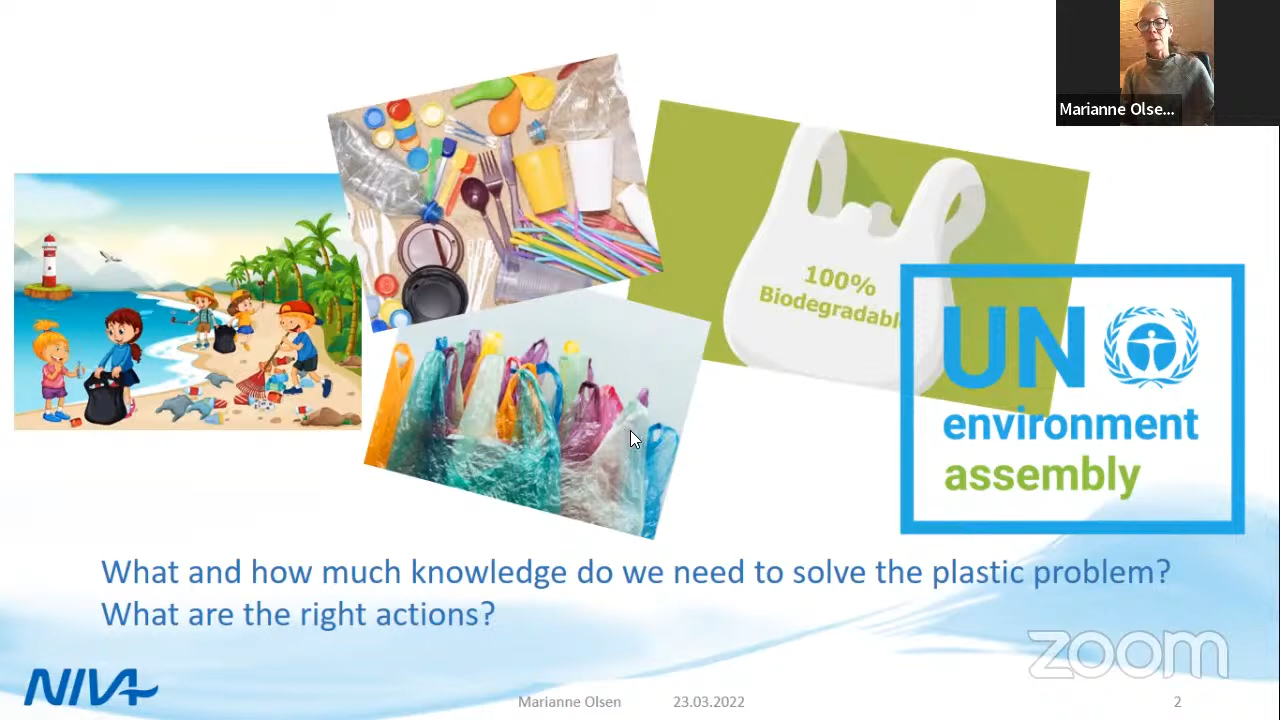 Marianne Olse...
100%
Biodegradabl
UN
environment
assembly
What and how much knowledge do we need to solve the plastic problem?
What are the right actions?
zoom
NIVA
Marianne Olsen
23.03.2022
2